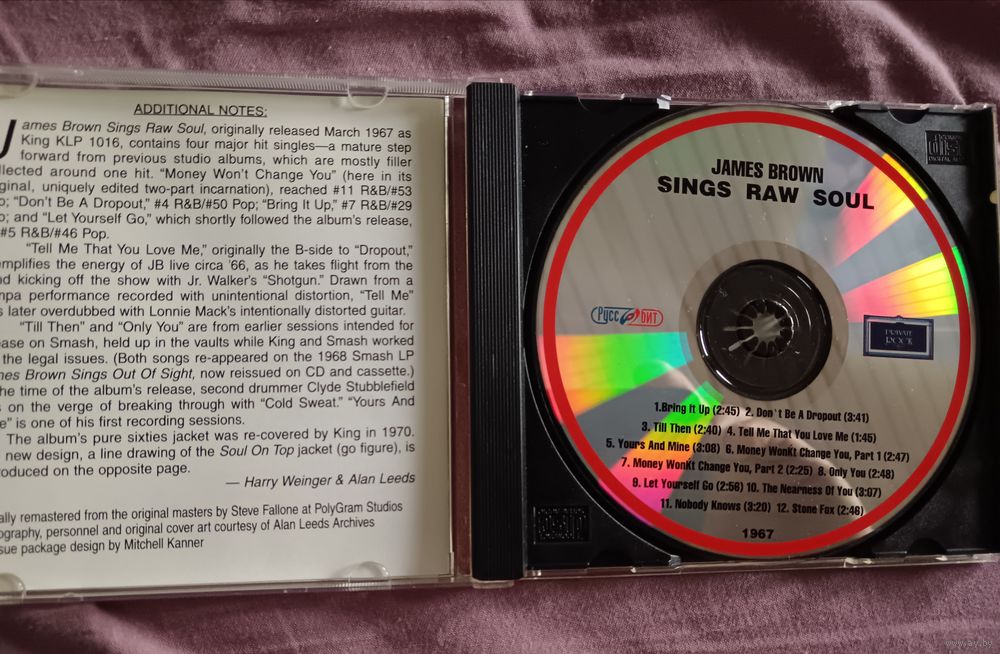 ADDITIONAL NOTES:
James Brown Sings Raw Soul, originally released March 1967 as
King KLP 1016, contains four major hit singles—a mature step
forward from previous studio albums, which are mostly filler
llected around one hit. “Money Won’t Change You” (here in its
ginal, uniquely edited two-part incarnation), reached #11 R&B/#53
p; “Don’t Be A Dropout,” #4 R&B/#50 Pop; “Bring It Up,” #7 R&B/#29
p; and “Let Yourself Go,” which shortly followed the album’s release,
#5 R&B/#46 Pop.
“Tell Me That You Love Me,” originally the B-side to “Dropout,”
emplifies the energy of JB live circa ’66, as he takes flight from the
nd kicking off the show with Jr. Walker’s “Shotgun.” Drawn from a
mpa performance recorded with unintentional distortion, “Tell Me”
s later overdubbed with Lonnie Mack’s intentionally distorted guitar.
“Till Then” and “Only You” are from earlier sessions intended for
ease on Smash, held up in the vaults while King and Smash worked
the legal issues. (Both songs re-appeared on the 1968 Smash LP
mes Brown Sings Out Of Sight, now reissued on CD and cassette.)
the time of the album’s release, second drummer Clyde Stubblefield
s on the verge of breaking through with “Cold Sweat.” “Yours And
e” is one of his first recording sessions.
The album’s pure sixties jacket was re-covered by King in 1970.
new design, a line drawing of the Soul On Top jacket (go figure), is
roduced on the opposite page.
— Harry Weinger & Alan Leeds
ally remastered from the original masters by Steve Fallone at PolyGram Studios
ography, personnel and original cover art courtesy of Alan Leeds Archives
sue package design by Mitchell Kanner
JAMES BROWN
SINGS RAW SOUL
РУСС ОИТ
PRIVATE
ROCK
1.Bring It Up (2:45) 2. Don`t Be A Dropout (3:41)
3. Till Then (2:40) 4. Tell Me That You Love Me (1:45)
5. Yours And Mine (3:08) 6. Money WonKt Change You, Part 1 (2:47)
7. Money WonKt Change You, Part 2 (2:25) 8. Only You (2:48)
9. Let Yourself Go (2:56) 10. The Nearness Of You (3:07)
11. Nobody Knows (3:20) 12. Stone Fox (2:46)
1967
www.ay.by